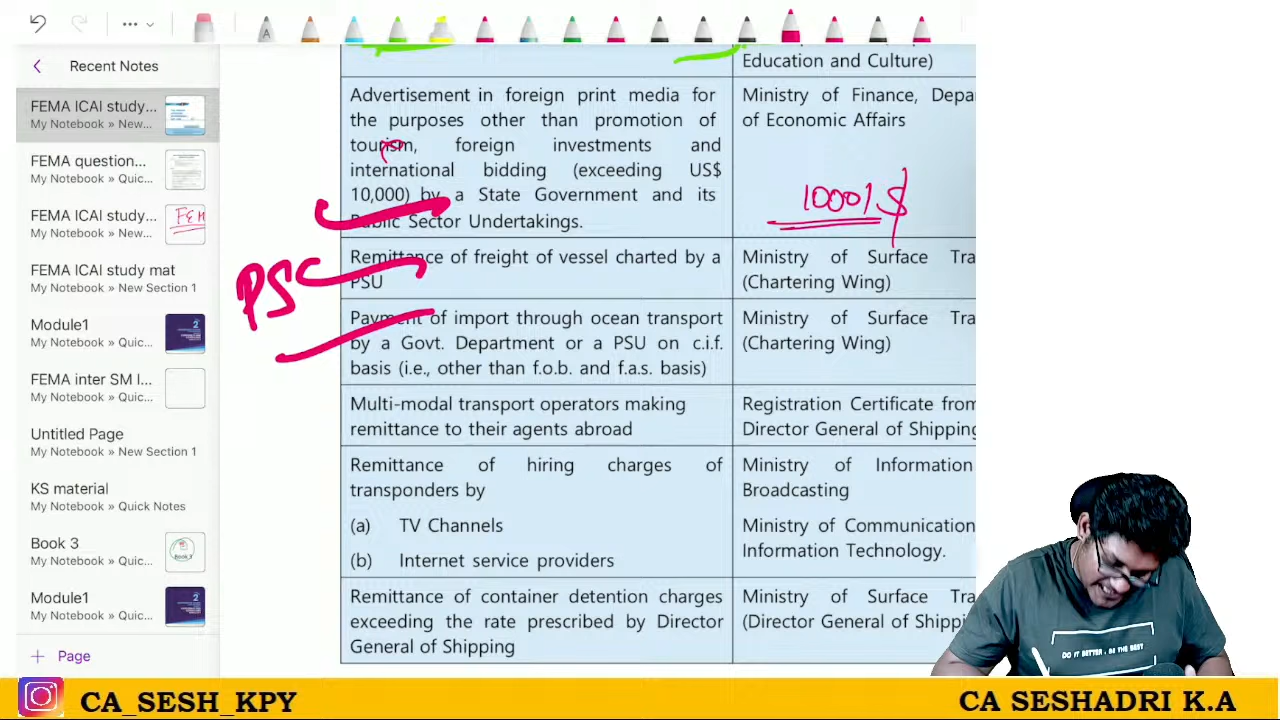 Recent Notes
FEMA ICAI study...
My Notebook » New...
FEMA question...
My Notebook » Quic...
FEMA ICAI study...
My Notebook » New...
FEM
FEMA ICAI study mat
My Notebook » New Section 1
Module1
My Notebook » Quic...
FEMA inter SM I...
My Notebook » Quic...
Untitled Page
My Notebook » New Section 1
KS material
My Notebook » Quick Notes
Book 3
My Notebook » Quic...
Book 3
Module1
My Notebook » Quic...
+ Page
A
Education and Culture)
Advertisement in foreign print media for
the purposes other than promotion of
tourism, foreign investments and
international bidding (exceeding US$
10,000) by a State Government and its
Public Sector Undertakings.
Ministry of Finance, Depa
of Economic Affairs
Remittance of freight of vessel charted by a
PSU
Ministry of Surface Tra
(Chartering Wing)
Payment of import through ocean transport
by a Govt. Department or a PSU on c.i.f.
basis (i.e., other than f.o.b. and f.a.s. basis)
Ministry of Surface Tra
(Chartering Wing)
Multi-modal transport operators making
remittance to their agents abroad
Registration Certificate from
Director General of Shipping
Remittance of hiring charges of
transponders by
(a) TV Channels
(b) Internet service providers
Ministry of Information
Broadcasting
Ministry of Communication
Information Technology.
Remittance of container detention charges
exceeding the rate prescribed by Director
General of Shipping
Ministry of Surface Tra
(Director General of Shippi
DO IT BETTER, BE THE BEST
CA_SESH_KPY
CA SESHADRI K.A